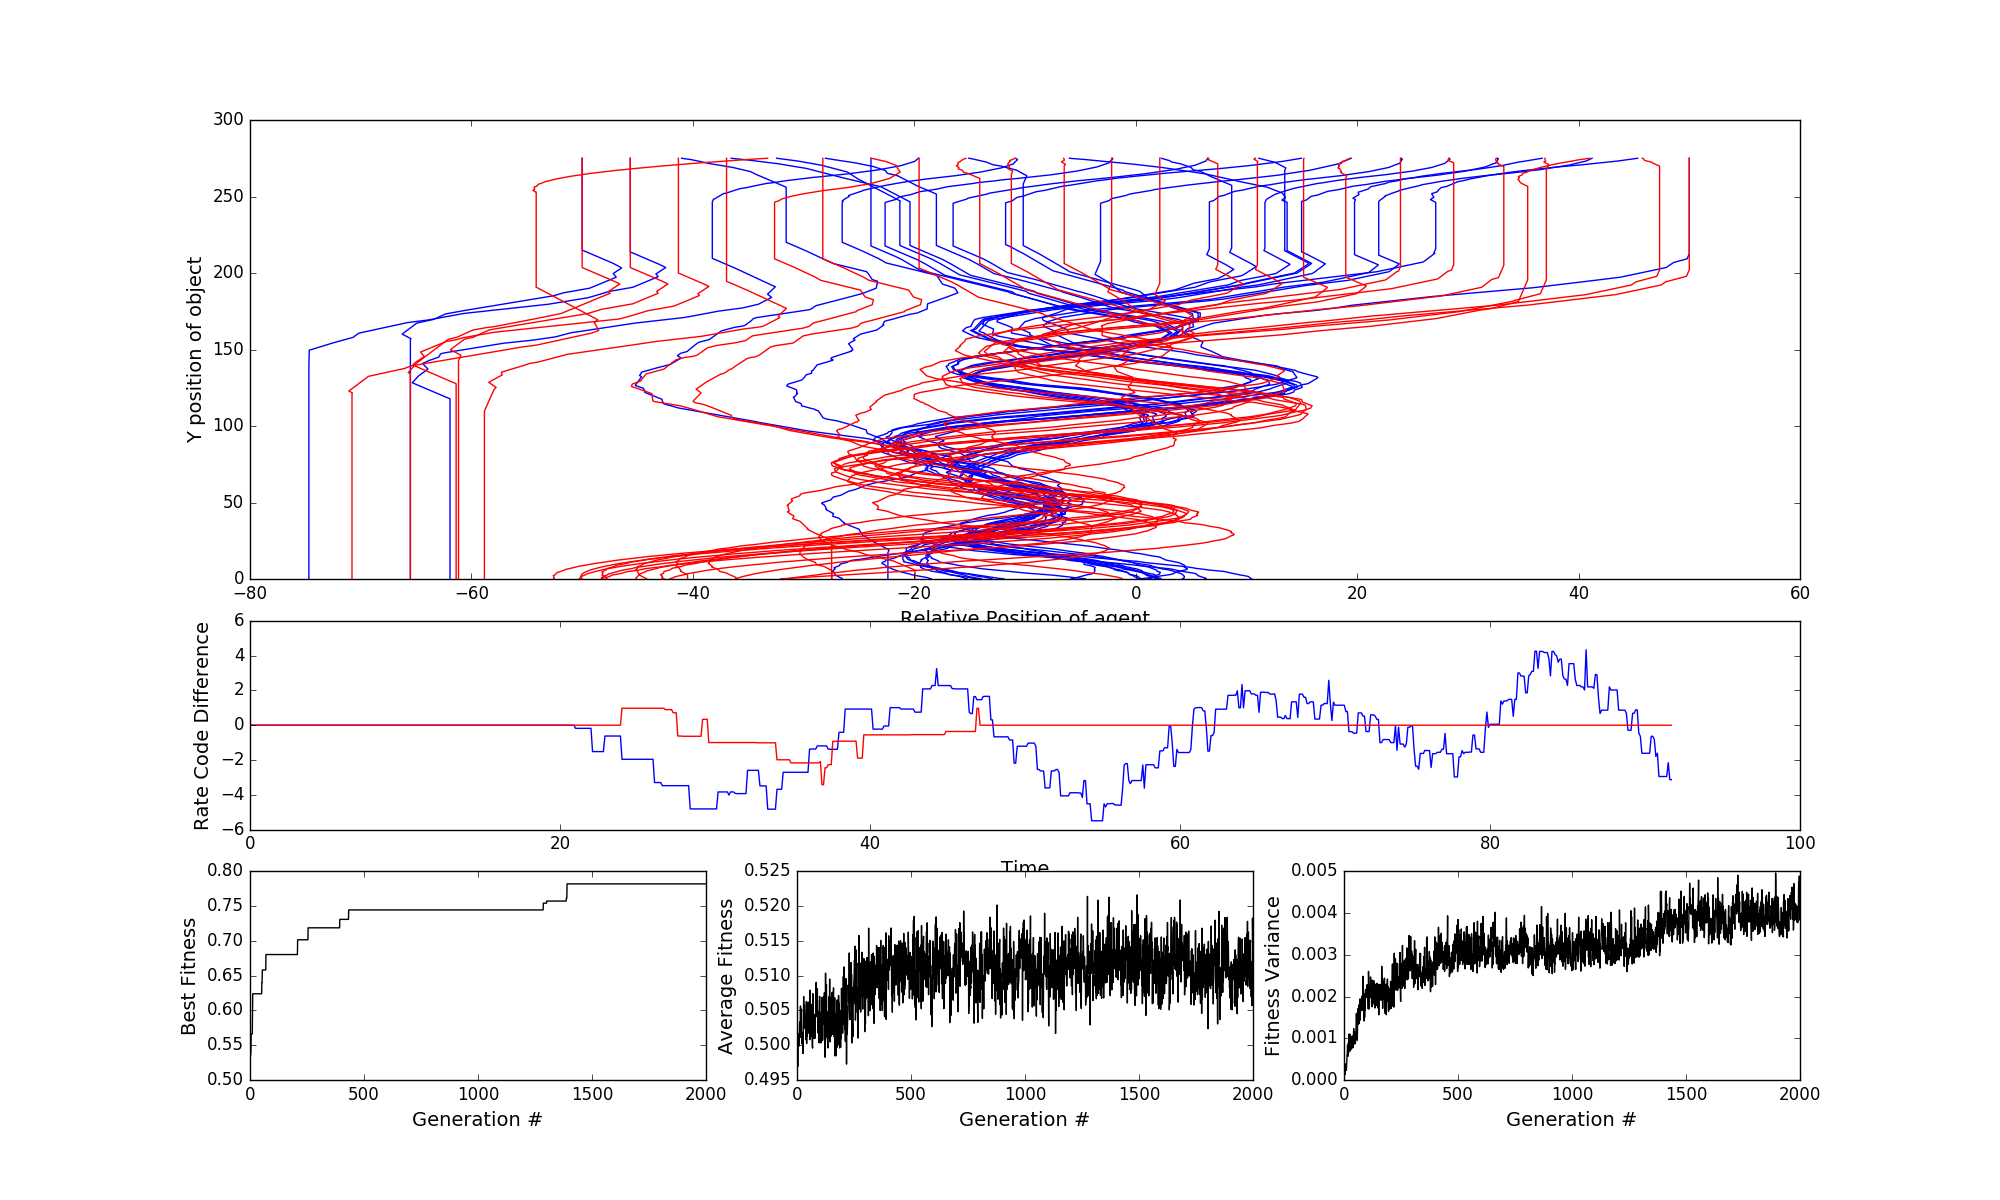 300
250
200
150
100
50
0
Y position of object
−80 −60 −40 −20 0 20 40 60
Relative Position of agent
6
4
2
0
−2
−4
−6
Rate Code Difference
0 20 40 60 80 100
Time
0.80
0.75
0.70
0.65
0.60
0.55
0.50
Best Fitness
0 500 1000 1500 2000
Generation #
0.525
0.520
0.515
0.510
0.505
0.500
0.495
Average Fitness
0 500 1000 1500 2000
Generation #
0.005
0.004
0.003
0.002
0.001
0.000
Fitness Variance
0 500 1000 1500 2000
Generation #